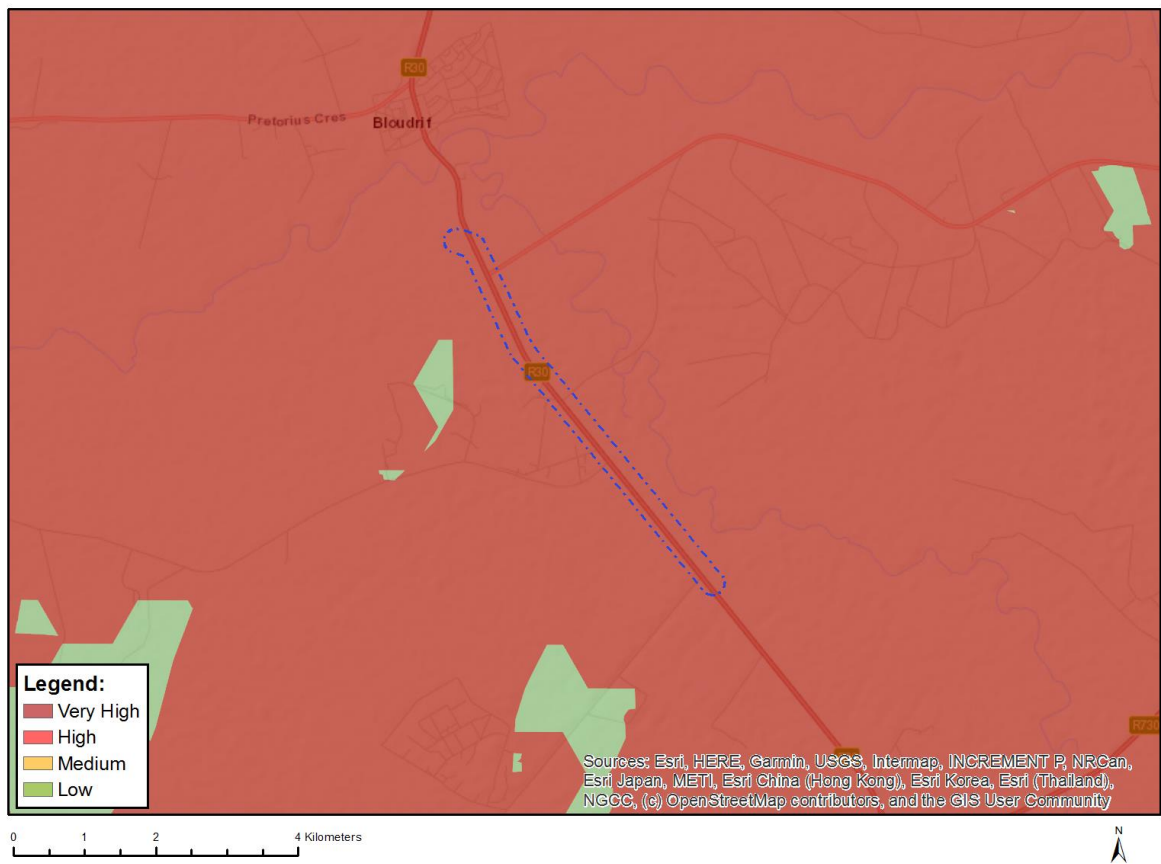 R30
Pretorius Cres
Bloudrif
R30
R730
Legend:
Very High
High
Medium
Low
Sources: Esri, HERE, Garmin, USGS, Intermap, INCREMENT P, NRCan,
Esri Japan, METI, Esri China (Hong Kong), Esri Korea, Esri (Thailand),
NGCC, (c) OpenStreetMap contributors, and the GIS User Community
0 1 2 4 Kilometers
N